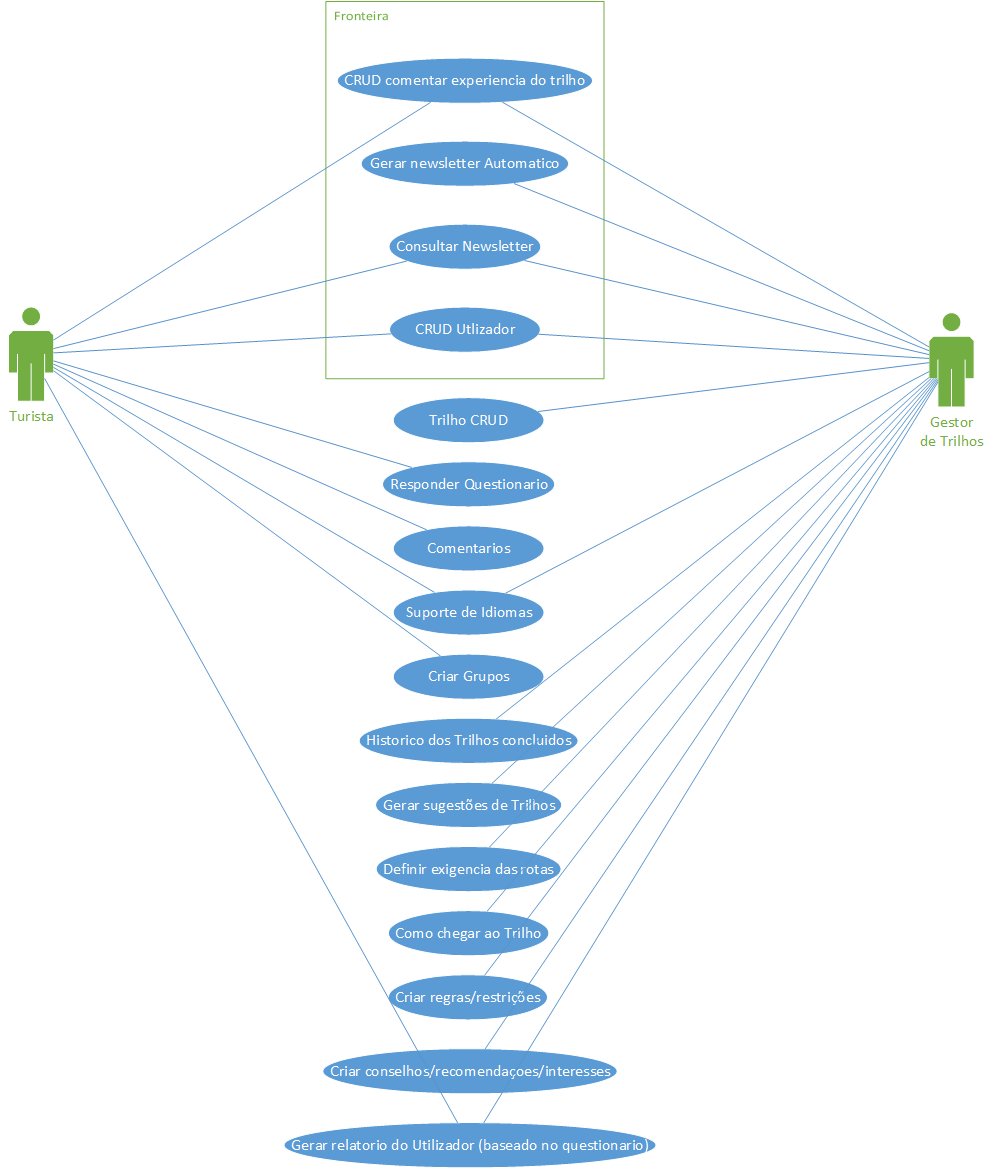 Fronteira
CRUD comentar experiencia do trilho
Gerar newsletter Automatico
Consultar Newsletter
CRUD Utlizador
Turista
Gestor
de Trilhos
Trilho CRUD
Responder Questionario
Comentarios
Suporte de Idiomas
Criar Grupos
Historico dos Trilhos concluidos
Gerar sugestões de Trilhos
Definir exigencia das rotas
Como chegar ao Trilho
Criar regras/restrições
Criar conselhos/recomendaçoes/interesses
Gerar relatorio do Utilizador (baseado no questionario)